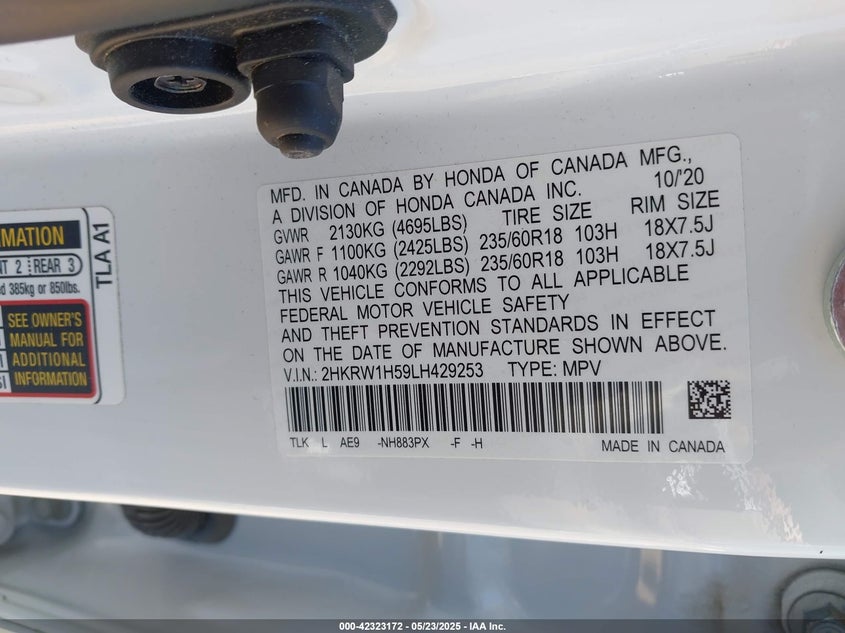 MFD. IN CANADA BY HONDA OF CANADA MFG.,
A DIVISION OF HONDA CANADA INC. 10/'20
GVWR 2130KG (4695LBS) TIRE SIZE RIM SIZE
GAWR F 1100KG (2425LBS) 235/60R18 103H 18X7.5J
GAWR R 1040KG (2292LBS) 235/60R18 103H 18X7.5J
THIS VEHICLE CONFORMS TO ALL APPLICABLE
FEDERAL MOTOR VEHICLE SAFETY
AND THEFT PREVENTION STANDARDS IN EFFECT
ON THE DATE OF MANUFACTURE SHOWN ABOVE.
V.I.N.: 2HKRW1H59LH429253 TYPE: MPV
TLK L AE9 -NH883PX -F -H MADE IN CANADA
TLA A1
2 REAR 3
385kg or 850lbs.
SEE OWNER'S
MANUAL FOR
ADDITIONAL
INFORMATION
000-42323172 — 05/23/2025 — IAA Inc.